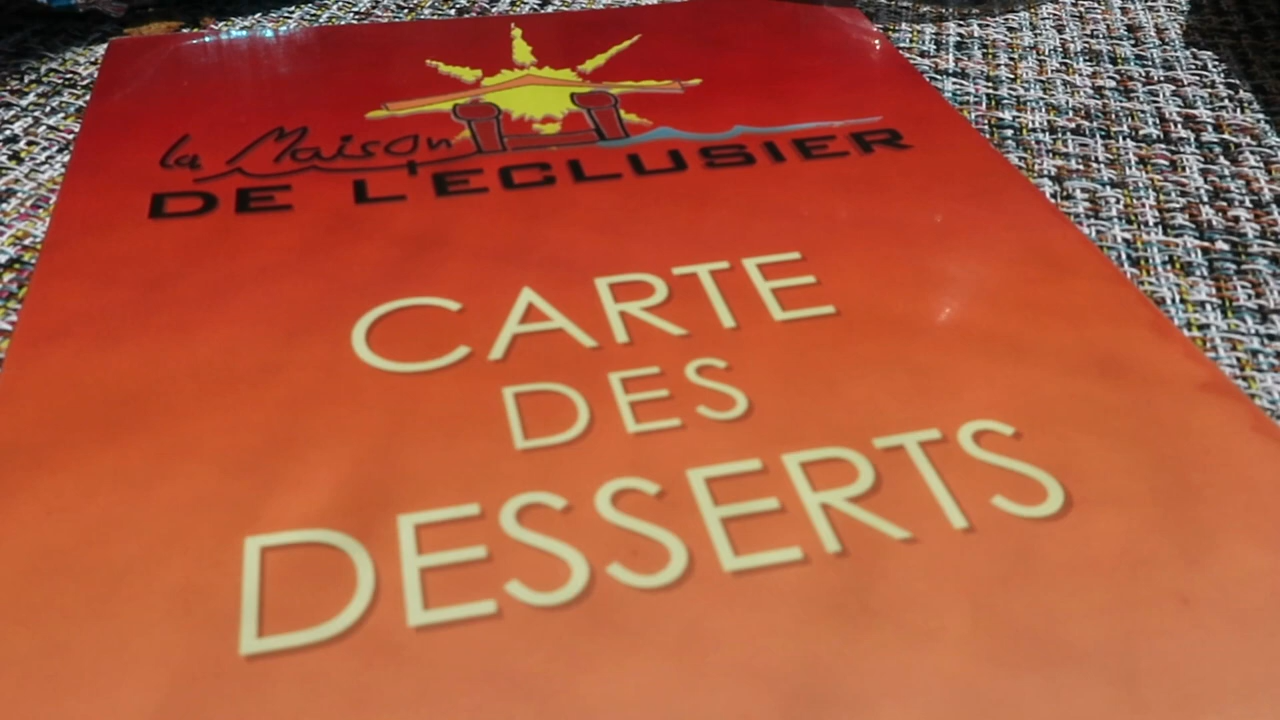 la Maison
DE L'ECLUSIER
CARTE
DES
DESSERTS